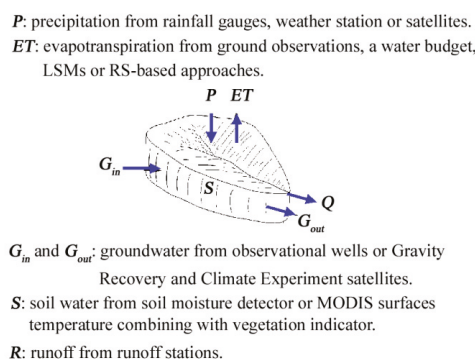 P: precipitation from rainfall gauges, weather station or satellites.
ET: evapotranspiration from ground observations, a water budget,
LSMs or RS-based approaches.
P ET
G_in
S
Q
G_out
G_in and G_out: groundwater from observational wells or Gravity
Recovery and Climate Experiment satellites.
S: soil water from soil moisture detector or MODIS surfaces
temperature combining with vegetation indicator.
R: runoff from runoff stations.